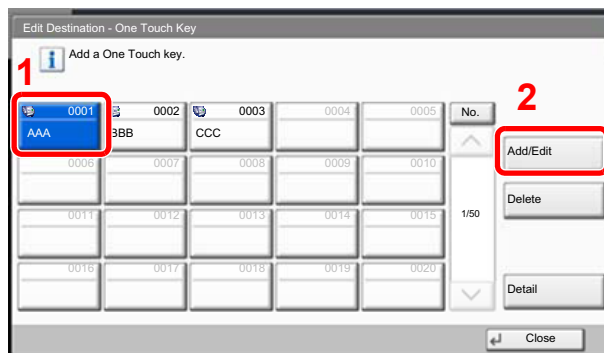 Edit Destination - One Touch Key
Add a One Touch key.
1
2
0001 0002 0003 0004 0005 No.
AAA BBB CCC
Add/Edit
0006 0007 0008 0009 0010
Delete
0011 0012 0013 0014 0015 1/50
0016 0017 0018 0019 0020
Detail
Close